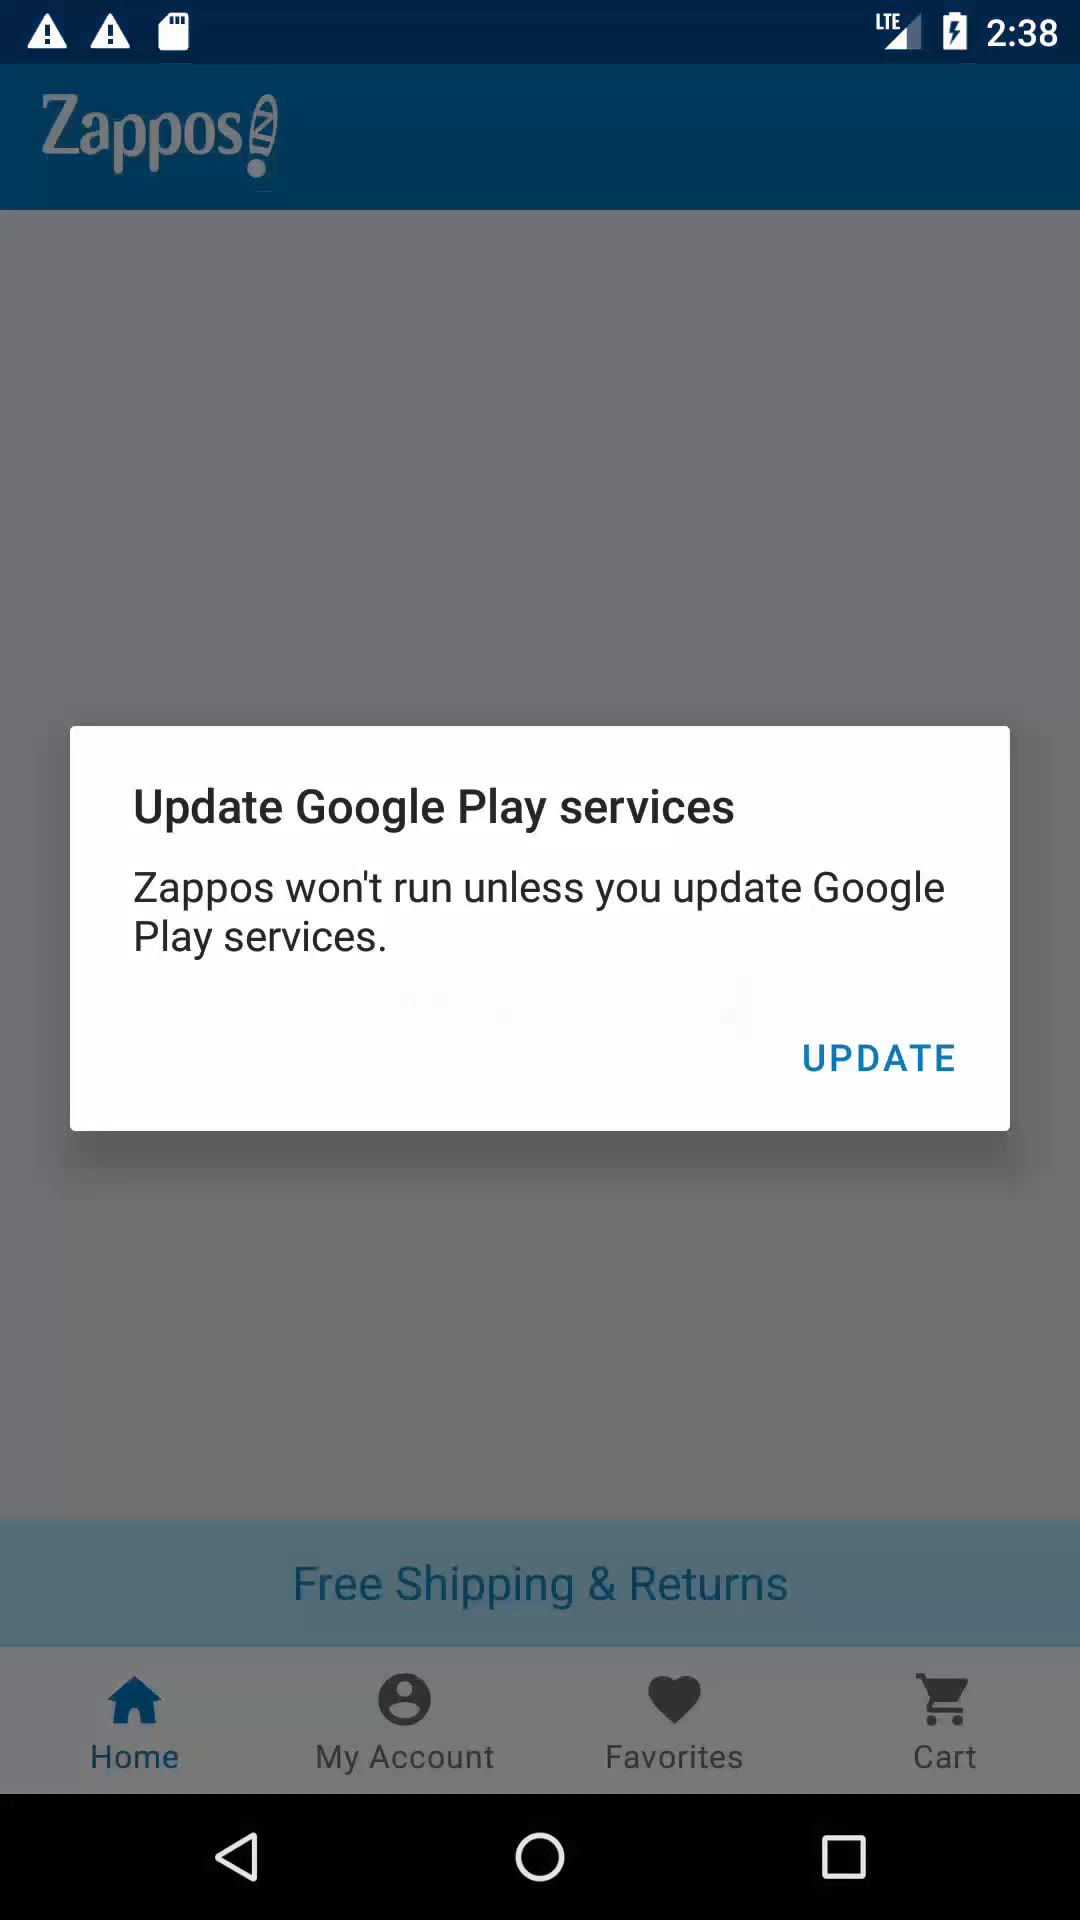 LTE 2:38
Zappos
Update Google Play services
Zappos won't run unless you update Google
Play services.
UPDATE
Free Shipping & Returns
Home My Account Favorites Cart